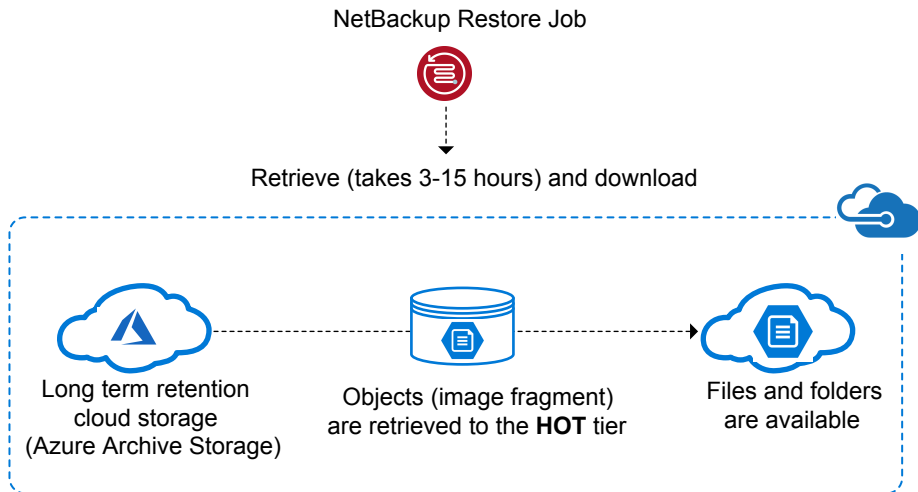 NetBackup Restore Job
Retrieve (takes 3-15 hours) and download
Long term retention
cloud storage
(Azure Archive Storage)
Objects (image fragment)
are retrieved to the HOT tier
Files and folders
are available